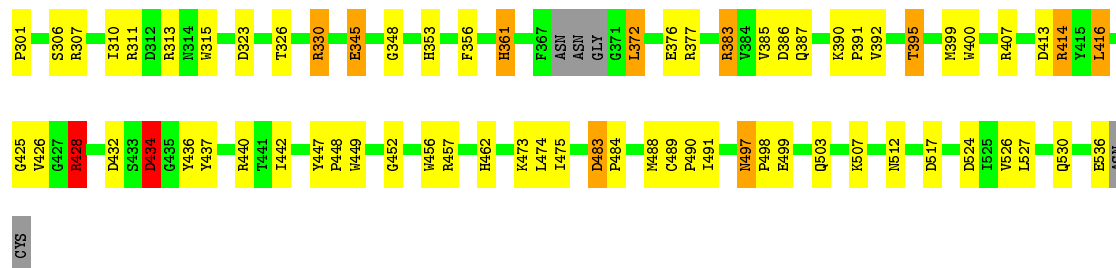 P301 S306 R307 I310 R311 D312 R313 N314 W315 D323 T326 R330 E345 G348 H353 F356 H361 F367 ASN ASN GLY G371 L372 E376 R377 R383 V384 V385 D386 Q387 K390 P391 V392 T395 M399 W400 R407 D413 R414 Y415 L416
G425 V426 G427 R428 D432 S433 D434 G435 Y436 Y437 R440 T441 I442 Y447 P448 W449 G452 W456 R457 H462 K473 L474 I475 D483 P484 M488 C489 P490 I491 N497 P498 E499 Q503 K507 N512 D517 D524 I525 V526 L527 Q530 E536 ASN
CYS